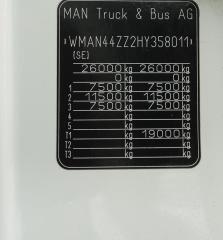 MAN Truck & Bus AG
*WMAN44ZZ2HY358011*
(SE)
26000kg 26000kg
0kg 0kg
1 7500kg 7500kg
2 11500kg 11500kg
3 7500kg 7500kg
4 kg kg
5 kg kg
T1 kg 19000kg
T2 kg kg
T3 kg kg